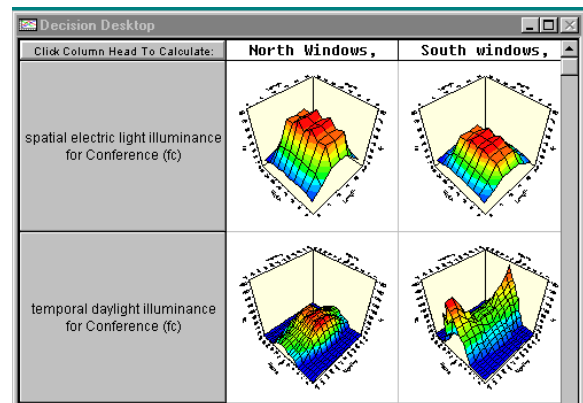 Decision Desktop
Click Column Head To Calculate:
North Windows,
South windows,
spatial electric light illuminance
for Conference (fc)
temporal daylight illuminance
for Conference (fc)